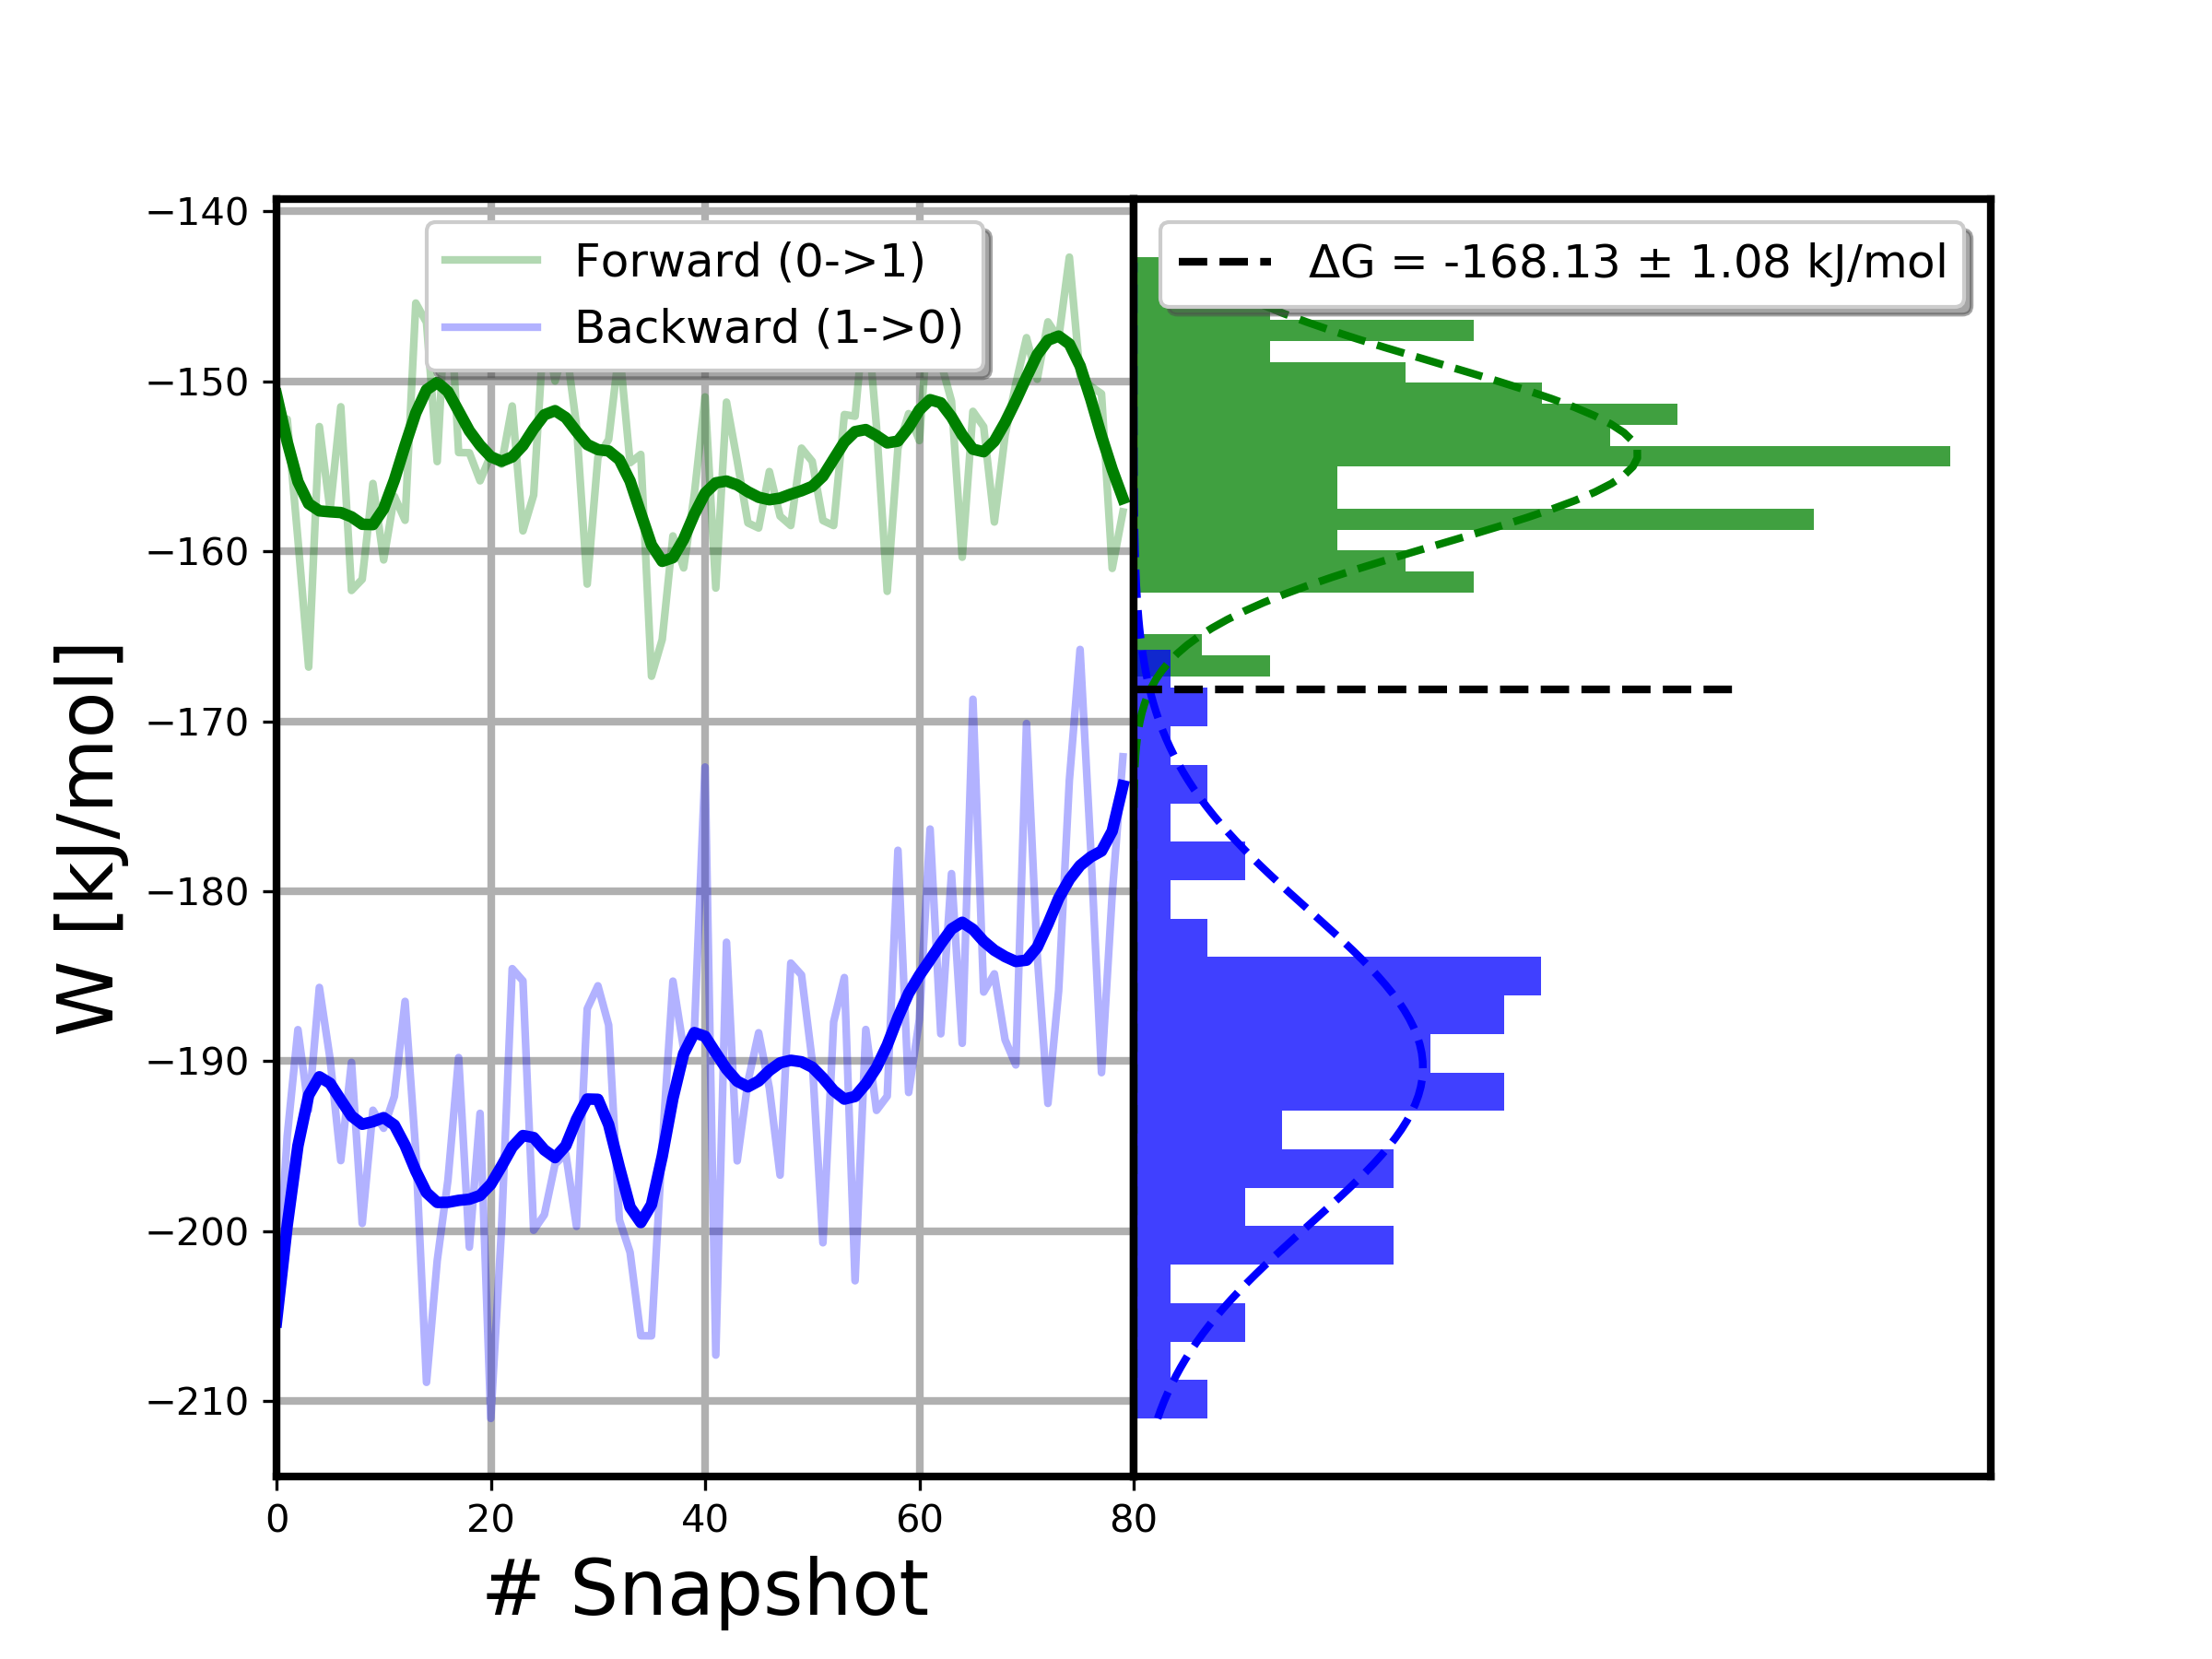 Forward (0->1)
Backward (1->0)
ΔG = -168.13 ± 1.08 kJ/mol
W [kJ/mol]
−140
−150
−160
−170
−180
−190
−200
−210
0 20 40 60 80
# Snapshot